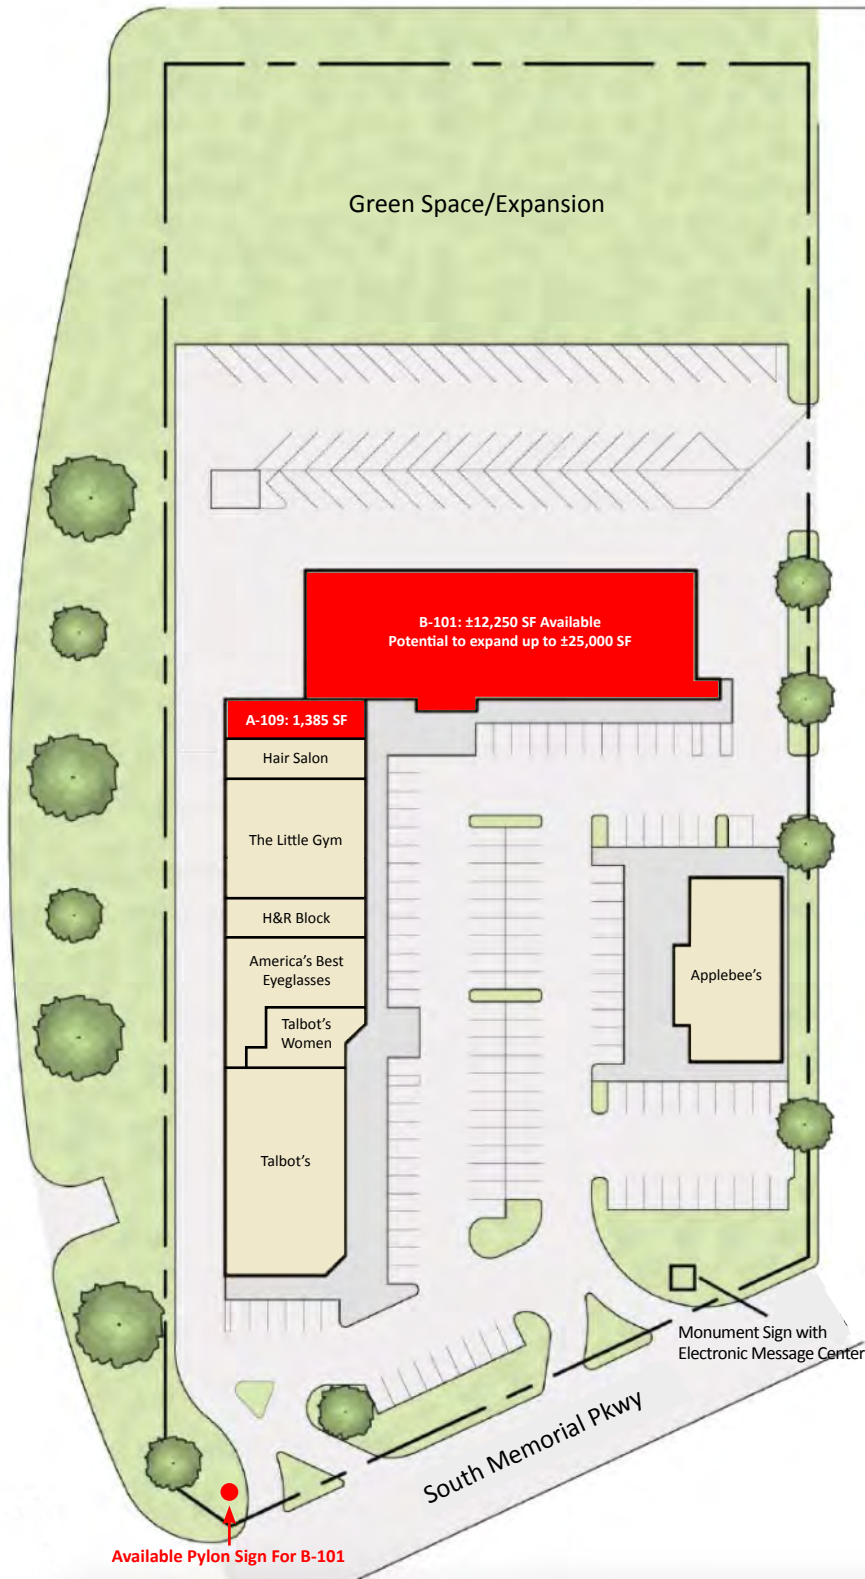 Green Space/Expansion
B-101: ±12,250 SF Available
Potential to expand up to ±25,000 SF
A-109: 1,385 SF
Hair Salon
The Little Gym
H&R Block
America's Best
Eyeglasses
Talbot's
Women
Talbot's
Applebee's
Monument Sign with
Electronic Message Center
South Memorial Pkwy
Available Pylon Sign For B-101